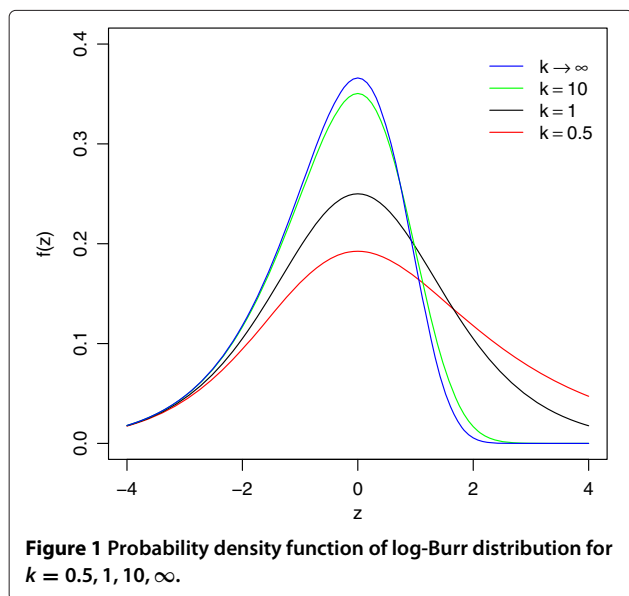 0.4
0.3
0.2
0.1
0.0
f(z)
k → ∞
k = 10
k = 1
k = 0.5
−4
−2
0
2
4
z
Figure 1 Probability density function of log-Burr distribution for
k = 0.5, 1, 10, ∞.